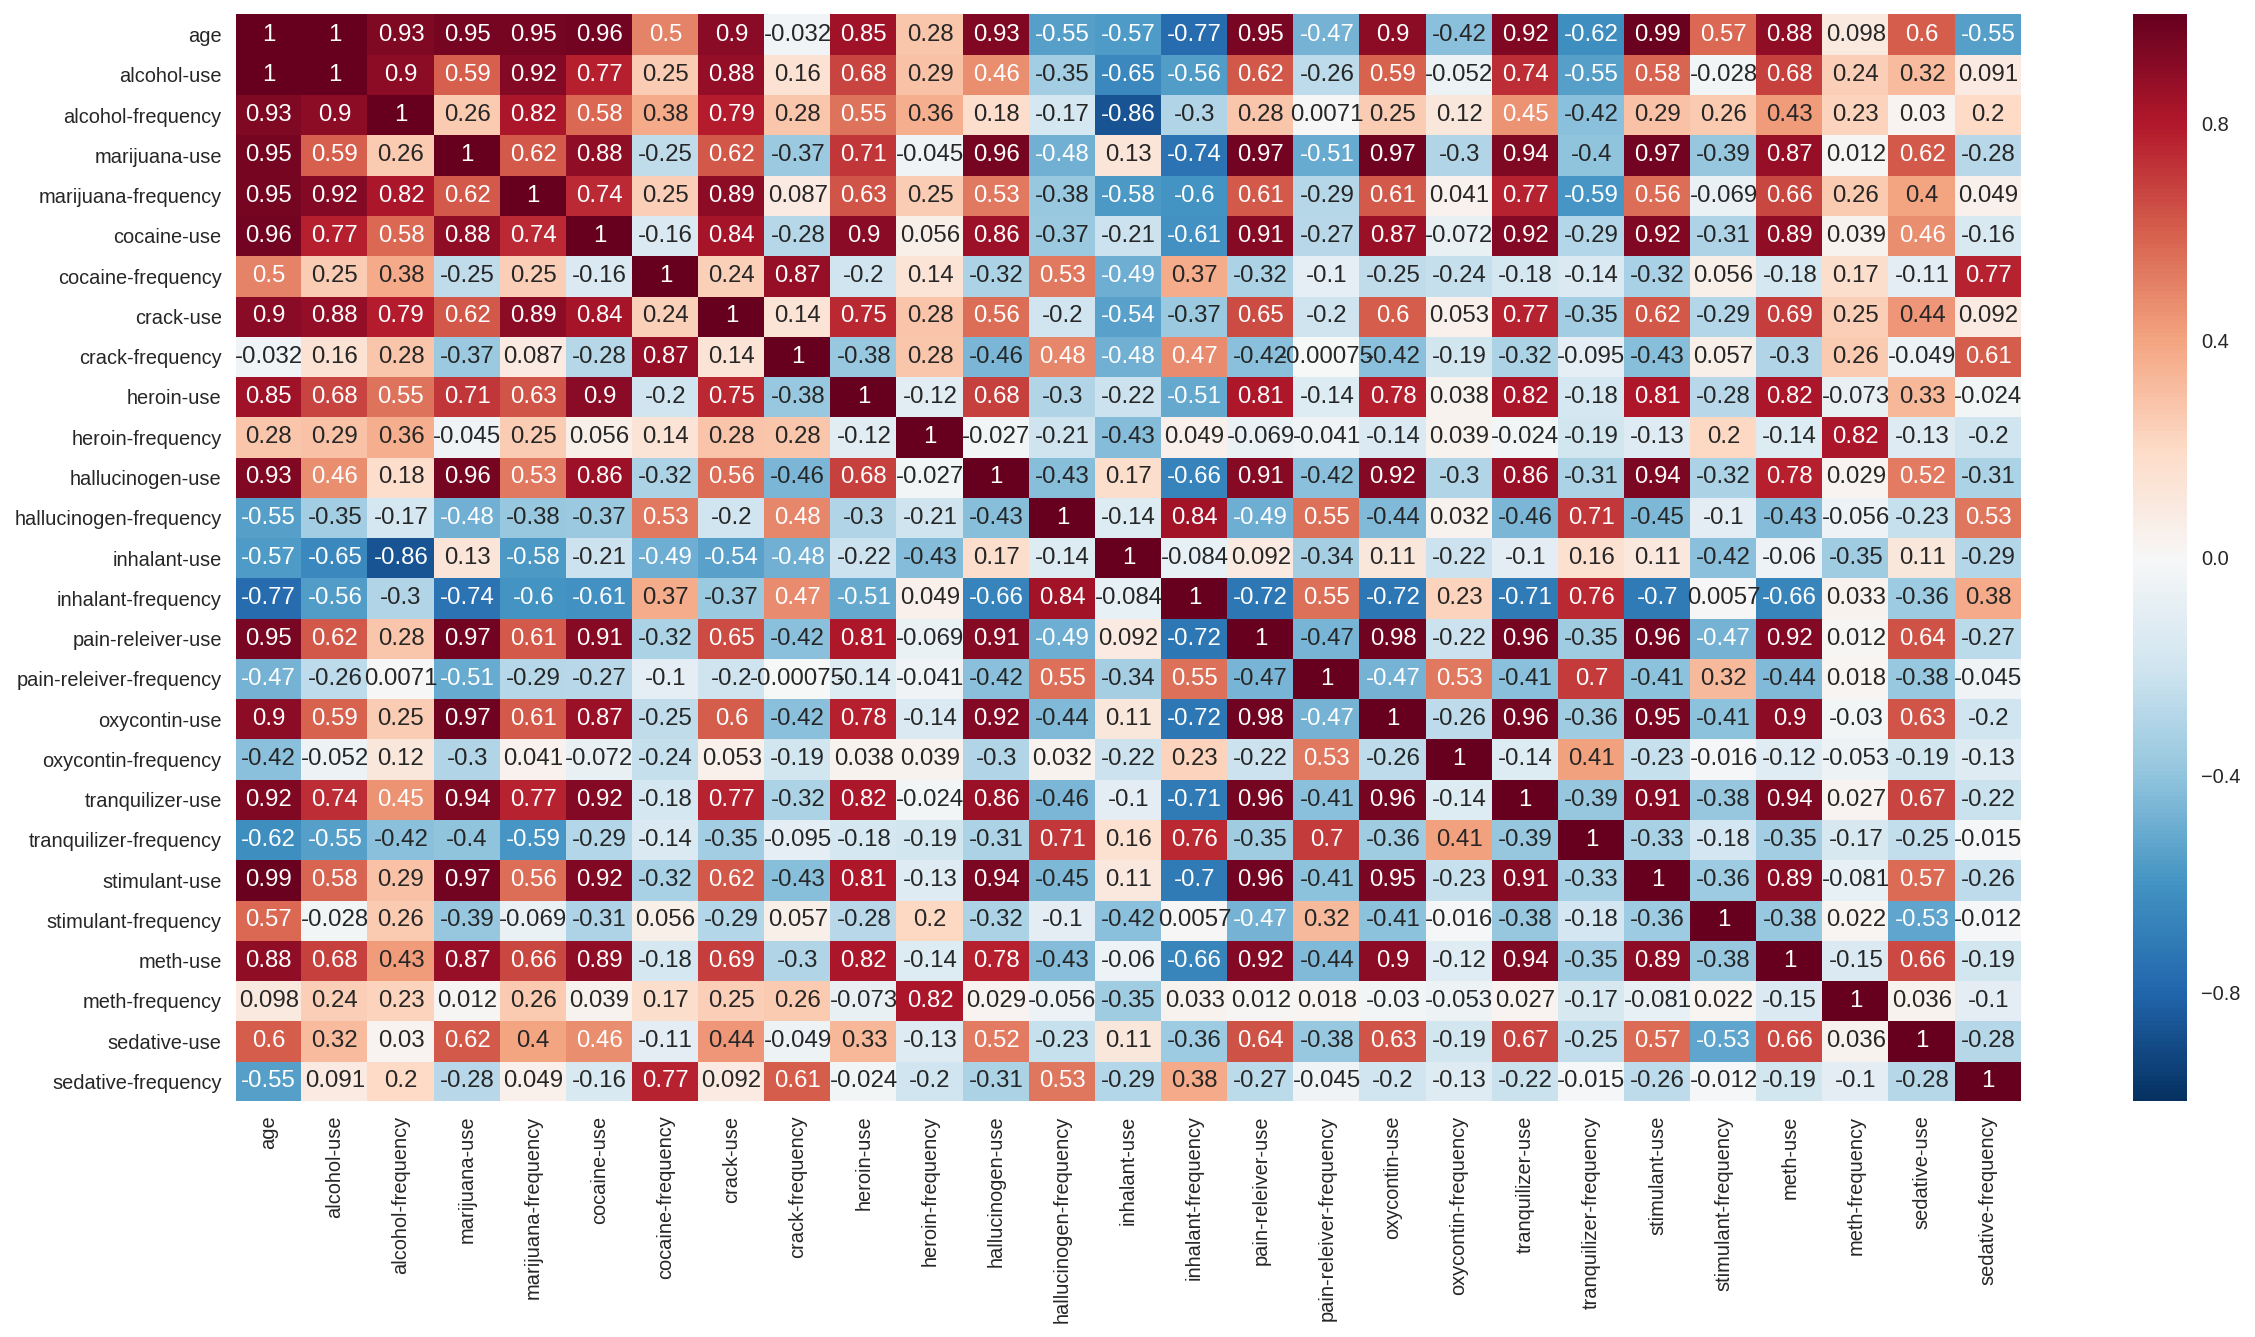 age 1 1 0.93 0.95 0.95 0.96 0.5 0.9 -0.032 0.85 0.28 0.93 -0.55 -0.57 -0.77 0.95 -0.47 0.9 -0.42 0.92 -0.62 0.99 0.57 0.88 0.098 0.6 -0.55
alcohol-use 1 1 0.9 0.59 0.92 0.77 0.25 0.88 0.16 0.68 0.29 0.46 -0.35 -0.65 -0.56 0.62 -0.26 0.59 -0.052 0.74 -0.55 0.58 -0.028 0.68 0.24 0.32 0.091
alcohol-frequency 0.93 0.9 1 0.26 0.82 0.58 0.38 0.79 0.28 0.55 0.36 0.18 -0.17 -0.86 -0.3 0.28 0.0071 0.25 0.12 0.45 -0.42 0.29 0.26 0.43 0.23 0.03 0.2
0.8
marijuana-use 0.95 0.59 0.26 1 0.62 0.88 -0.25 0.62 -0.37 0.71 -0.045 0.96 -0.48 0.13 -0.74 0.97 -0.51 0.97 -0.3 0.94 -0.4 0.97 -0.39 0.87 0.012 0.62 -0.28
marijuana-frequency 0.95 0.92 0.82 0.62 1 0.74 0.25 0.89 0.087 0.63 0.25 0.53 -0.38 -0.58 -0.6 0.61 -0.29 0.61 0.041 0.77 -0.59 0.56 -0.069 0.66 0.26 0.4 0.049
cocaine-use 0.96 0.77 0.58 0.88 0.74 1 -0.16 0.84 -0.28 0.9 0.056 0.86 -0.37 -0.21 -0.61 0.91 -0.27 0.87 -0.072 0.92 -0.29 0.92 -0.31 0.89 0.039 0.46 -0.16
cocaine-frequency 0.5 0.25 0.38 -0.25 0.25 -0.16 1 0.24 0.87 -0.2 0.14 -0.32 0.53 -0.49 0.37 -0.32 -0.1 -0.25 -0.24 -0.18 -0.14 -0.32 0.056 -0.18 0.17 -0.11 0.77
crack-use 0.9 0.88 0.79 0.62 0.89 0.84 0.24 1 0.14 0.75 0.28 0.56 -0.2 -0.54 -0.37 0.65 -0.2 0.6 0.053 0.77 -0.35 0.62 -0.29 0.69 0.25 0.44 0.092
0.4
crack-frequency -0.032 0.16 0.28 -0.37 0.087 -0.28 0.87 0.14 1 -0.38 0.28 -0.46 0.48 -0.48 0.47 -0.42 -0.00075 -0.42 -0.19 -0.32 -0.095 -0.43 0.057 -0.3 0.26 -0.049 0.61
heroin-use 0.85 0.68 0.55 0.71 0.63 0.9 -0.2 0.75 -0.38 1 -0.12 0.68 -0.3 -0.22 -0.51 0.81 -0.14 0.78 0.038 0.82 -0.18 0.81 -0.28 0.82 -0.073 0.33 -0.024
heroin-frequency 0.28 0.29 0.36 -0.045 0.25 0.056 0.14 0.28 0.28 -0.12 1 -0.027 -0.21 -0.43 0.049 -0.069 -0.041 -0.14 0.039 -0.024 -0.19 -0.13 0.2 -0.14 0.82 -0.13 -0.2
hallucinogen-use 0.93 0.46 0.18 0.96 0.53 0.86 -0.32 0.56 -0.46 0.68 -0.027 1 -0.43 0.17 -0.66 0.91 -0.42 0.92 -0.3 0.86 -0.31 0.94 -0.32 0.78 0.029 0.52 -0.31
hallucinogen-frequency -0.55 -0.35 -0.17 -0.48 -0.38 -0.37 0.53 -0.2 0.48 -0.3 -0.21 -0.43 1 -0.14 0.84 -0.49 0.55 -0.44 0.032 -0.46 0.71 -0.45 -0.1 -0.43 -0.056 -0.23 0.53
inhalant-use -0.57 -0.65 -0.86 0.13 -0.58 -0.21 -0.49 -0.54 -0.48 -0.22 -0.43 0.17 -0.14 1 -0.084 0.092 -0.34 0.11 -0.22 -0.1 0.16 0.11 -0.42 -0.06 -0.35 0.11 -0.29
0.0
inhalant-frequency -0.77 -0.56 -0.3 -0.74 -0.6 -0.61 0.37 -0.37 0.47 -0.51 0.049 -0.66 0.84 -0.084 1 -0.72 0.55 -0.72 0.23 -0.71 0.76 -0.7 0.0057 -0.66 0.033 -0.36 0.38
pain-releiver-use 0.95 0.62 0.28 0.97 0.61 0.91 -0.32 0.65 -0.42 0.81 -0.069 0.91 -0.49 0.092 -0.72 1 -0.47 0.98 -0.22 0.96 -0.35 0.96 -0.47 0.92 0.012 0.64 -0.27
pain-releiver-frequency -0.47 -0.26 0.0071 -0.51 -0.29 -0.27 -0.1 -0.2 -0.00075 -0.14 -0.041 -0.42 0.55 -0.34 0.55 -0.47 1 -0.47 0.53 -0.41 0.7 -0.41 0.32 -0.44 0.018 -0.38 -0.045
oxycontin-use 0.9 0.59 0.25 0.97 0.61 0.87 -0.25 0.6 -0.42 0.78 -0.14 0.92 -0.44 0.11 -0.72 0.98 -0.47 1 -0.26 0.96 -0.36 0.95 -0.41 0.9 -0.03 0.63 -0.2
oxycontin-frequency -0.42 -0.052 0.12 -0.3 0.041 -0.072 -0.24 0.053 -0.19 0.038 0.039 -0.3 0.032 -0.22 0.23 -0.22 0.53 -0.26 1 -0.14 0.41 -0.23 -0.016 -0.12 -0.053 -0.19 -0.13
−0.4
tranquilizer-use 0.92 0.74 0.45 0.94 0.77 0.92 -0.18 0.77 -0.32 0.82 -0.024 0.86 -0.46 -0.1 -0.71 0.96 -0.41 0.96 -0.14 1 -0.39 0.91 -0.38 0.94 0.027 0.67 -0.22
tranquilizer-frequency -0.62 -0.55 -0.42 -0.4 -0.59 -0.29 -0.14 -0.35 -0.095 -0.18 -0.19 -0.31 0.71 0.16 0.76 -0.35 0.7 -0.36 0.41 -0.39 1 -0.33 -0.18 -0.35 -0.17 -0.25 -0.015
stimulant-use 0.99 0.58 0.29 0.97 0.56 0.92 -0.32 0.62 -0.43 0.81 -0.13 0.94 -0.45 0.11 -0.7 0.96 -0.41 0.95 -0.23 0.91 -0.33 1 -0.36 0.89 -0.081 0.57 -0.26
stimulant-frequency 0.57 -0.028 0.26 -0.39 -0.069 -0.31 0.056 -0.29 0.057 -0.28 0.2 -0.32 -0.1 -0.42 0.0057 -0.47 0.32 -0.41 -0.016 -0.38 -0.18 -0.36 1 -0.38 0.022 -0.53 -0.012
meth-use 0.88 0.68 0.43 0.87 0.66 0.89 -0.18 0.69 -0.3 0.82 -0.14 0.78 -0.43 -0.06 -0.66 0.92 -0.44 0.9 -0.12 0.94 -0.35 0.89 -0.38 1 -0.15 0.66 -0.19
−0.8
meth-frequency 0.098 0.24 0.23 0.012 0.26 0.039 0.17 0.25 0.26 -0.073 0.82 0.029 -0.056 -0.35 0.033 0.012 0.018 -0.03 -0.053 0.027 -0.17 -0.081 0.022 -0.15 1 0.036 -0.1
sedative-use 0.6 0.32 0.03 0.62 0.4 0.46 -0.11 0.44 -0.049 0.33 -0.13 0.52 -0.23 0.11 -0.36 0.64 -0.38 0.63 -0.19 0.67 -0.25 0.57 -0.53 0.66 0.036 1 -0.28
sedative-frequency -0.55 0.091 0.2 -0.28 0.049 -0.16 0.77 0.092 0.61 -0.024 -0.2 -0.31 0.53 -0.29 0.38 -0.27 -0.045 -0.2 -0.13 -0.22 -0.015 -0.26 -0.012 -0.19 -0.1 -0.28 1
age
alcohol-use
alcohol-frequency
marijuana-use
marijuana-frequency
cocaine-use
cocaine-frequency
crack-use
crack-frequency
heroin-use
heroin-frequency
hallucinogen-use
hallucinogen-frequency
inhalant-use
inhalant-frequency
pain-releiver-use
pain-releiver-frequency
oxycontin-use
oxycontin-frequency
tranquilizer-use
tranquilizer-frequency
stimulant-use
stimulant-frequency
meth-use
meth-frequency
sedative-use
sedative-frequency